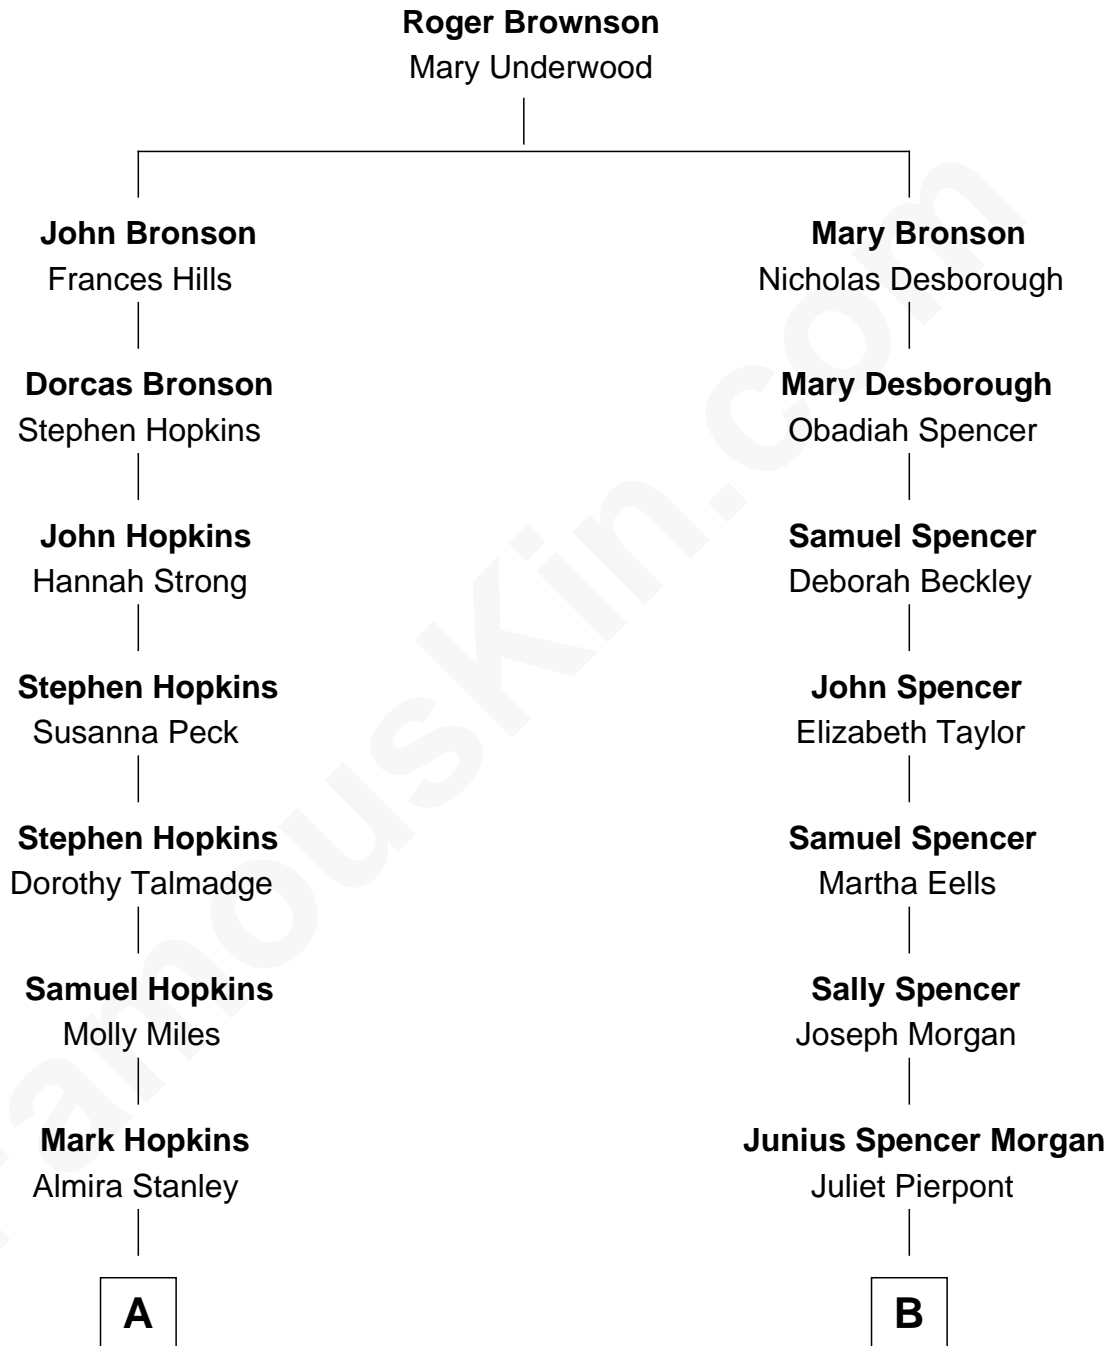 Roger Brownson
Mary Underwood
John Bronson
Frances Hills
Mary Bronson
Nicholas Desborough
Dorcas Bronson
Stephen Hopkins
Mary Desborough
Obadiah Spencer
John Hopkins
Hannah Strong
Samuel Spencer
Deborah Beckley
Stephen Hopkins
Susanna Peck
John Spencer
Elizabeth Taylor
Stephen Hopkins
Dorothy Talmadge
Samuel Spencer
Martha Eells
Samuel Hopkins
Molly Miles
Sally Spencer
Joseph Morgan
Mark Hopkins
Almira Stanley
Junius Spencer Morgan
Juliet Pierpont
A
B
FamousKin.com